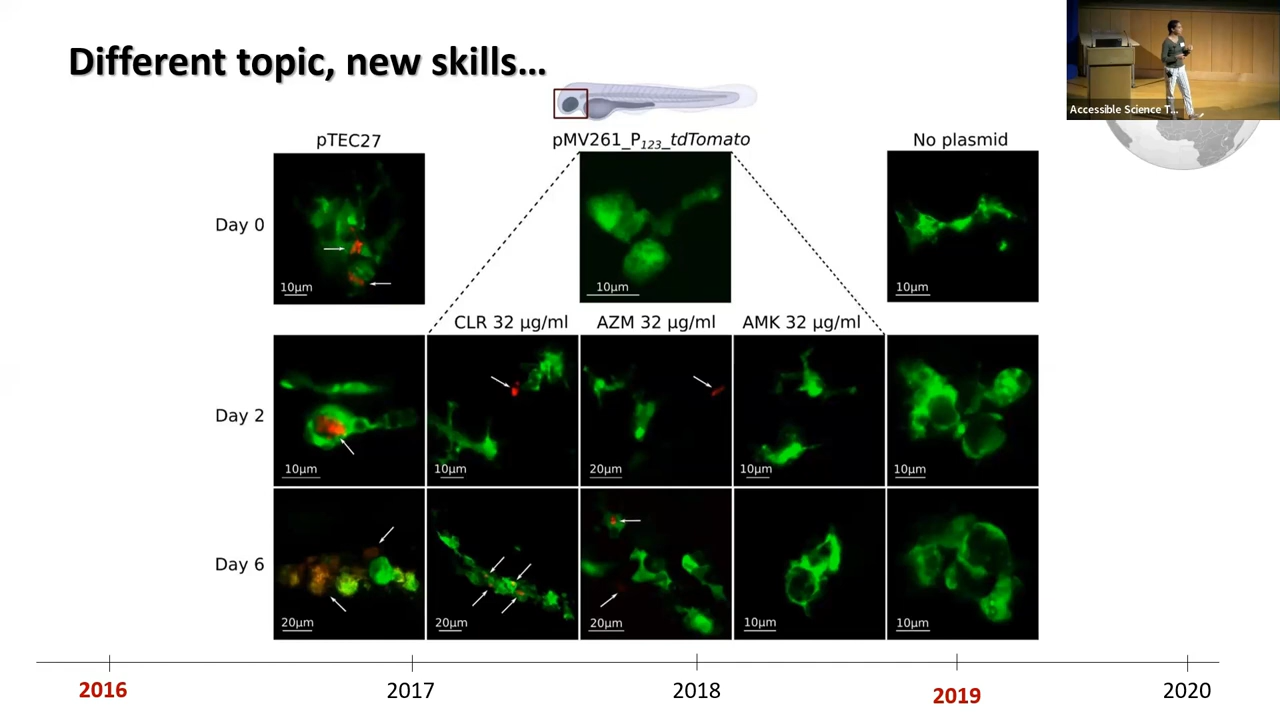 Different topic, new skills...
Accessible Science T...
pTEC27
pMV261_P123_tdTomato
No plasmid
Day 0
10µm
10µm
10µm
CLR 32 µg/ml
AZM 32 µg/ml
AMK 32 µg/ml
Day 2
10µm
10µm
20µm
10µm
10µm
Day 6
20µm
20µm
20µm
10µm
10µm
2016
2017
2018
2019
2020